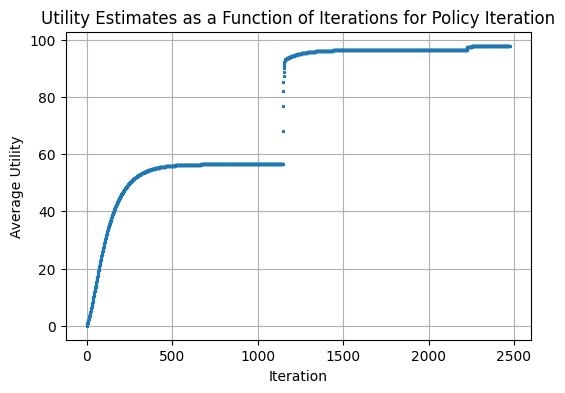 Utility Estimates as a Function of Iterations for Policy Iteration
100
80
60
40
20
0
Average Utility
0 500 1000 1500 2000 2500
Iteration